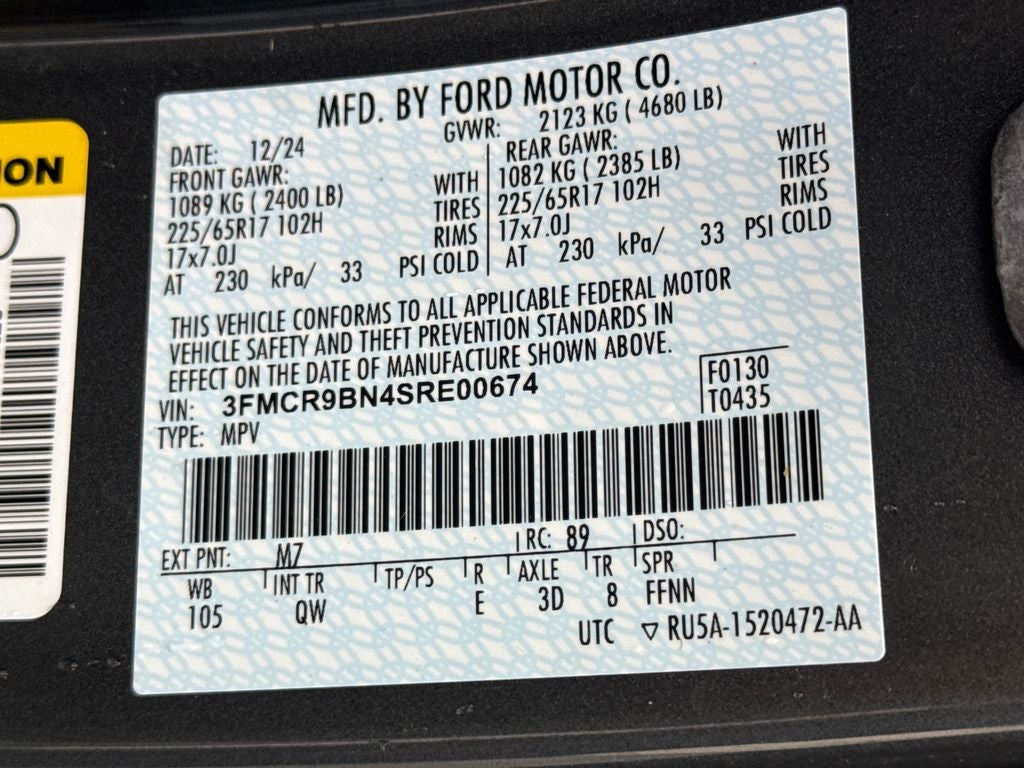 ION
MFD. BY FORD MOTOR CO.
DATE: 12/24 GVWR: 2123 KG ( 4680 LB)
FRONT GAWR: REAR GAWR:
1089 KG ( 2400 LB) WITH 1082 KG ( 2385 LB) WITH
225/65R17 102H TIRES 225/65R17 102H TIRES
17x7.0J RIMS 17x7.0J RIMS
AT 230 kPa/ 33 PSI COLD AT 230 kPa/ 33 PSI COLD
THIS VEHICLE CONFORMS TO ALL APPLICABLE FEDERAL MOTOR
VEHICLE SAFETY AND THEFT PREVENTION STANDARDS IN
EFFECT ON THE DATE OF MANUFACTURE SHOWN ABOVE.
VIN: 3FMCR9BN4SRE00674 F0130
TYPE: MPV T0435
EXT PNT: M7 RC: 89 DSO:
WB INT TR TP/PS R AXLE TR SPR
105 QW E 3D 8 FFNN
UTC ▽ RU5A-1520472-AA